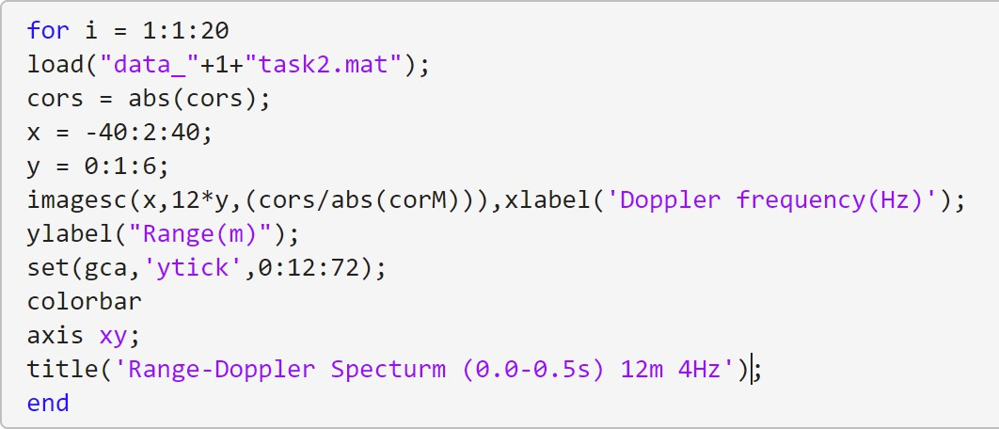 for i = 1:1:20
load("data_"+1+"task2.mat");
cors = abs(cors);
x = -40:2:40;
y = 0:1:6;
imagesc(x,12*y,(cors/abs(corM))),xlabel('Doppler frequency(Hz)');
ylabel("Range(m)");
set(gca,'ytick',0:12:72);
colorbar
axis xy;
title('Range-Doppler Specturm (0.0-0.5s) 12m 4Hz');
end